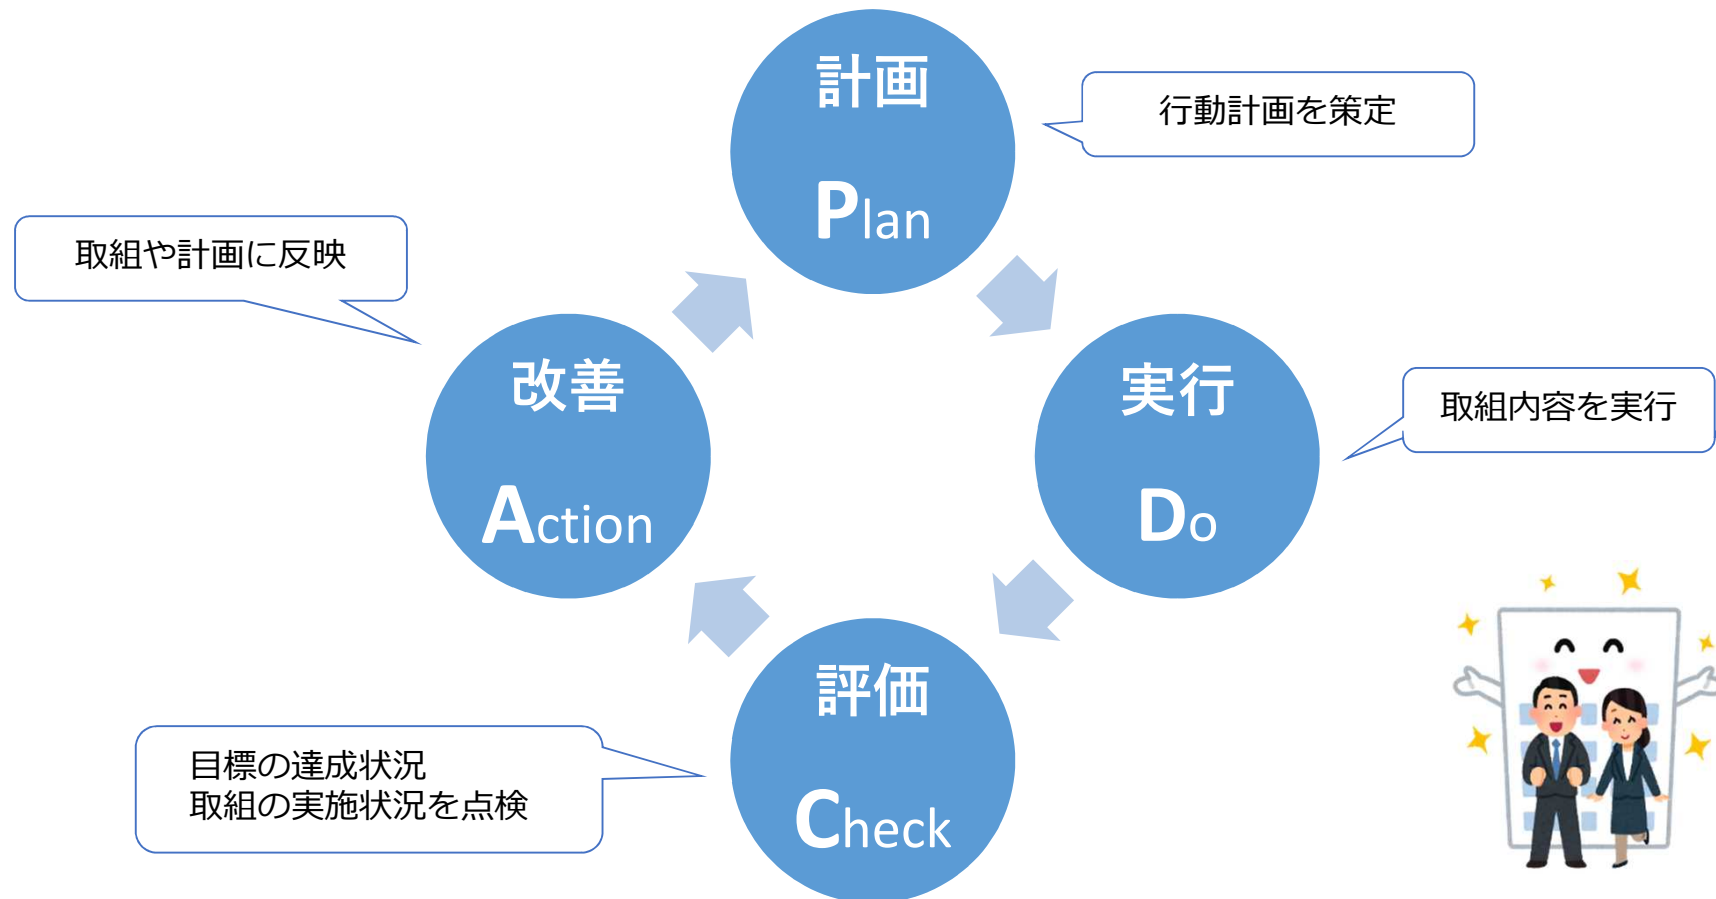 計画
Plan
行動計画を策定
実行
Do
取組内容を実行
評価
Check
目標の達成状況
取組の実施状況を点検
改善
Action
取組や計画に反映